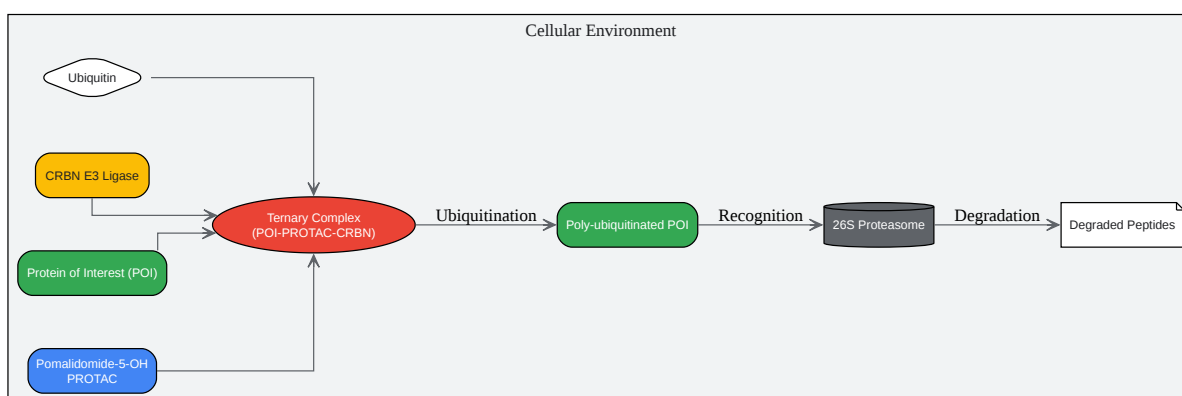 Cellular Environment
Ubiquitin
CRBN E3 Ligase
Protein of Interest (POI)
Pomalidomide-5-OH
PROTAC
Ternary Complex
(POI-PROTAC-CRBN)
Ubiquitination
Poly-ubiquitinated POI
Recognition
26S Proteasome
Degradation
Degraded Peptides